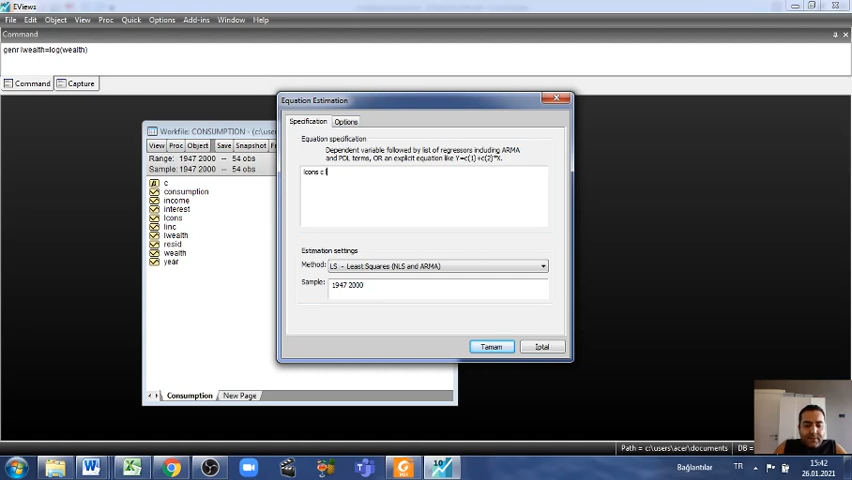 EViews
File Edit Object View Proc Quick Options Add-ins Window Help
Command
genr lwealth=log(wealth)
Command Capture
Equation Estimation
Specification Options
Equation specification
Dependent variable followed by list of regressors including ARMA
and PDL terms, OR an explicit equation like Y=c(1)+c(2)*X.
lcons c l
Estimation settings
Method: LS - Least Squares (NLS and ARMA)
Sample: 1947 2000
Tamam İptal
Workfile: CONSUMPTION - (c:\user
View Proc Object Save Snapshot
Range: 1947 2000 -- 54 obs
Sample: 1947 2000 -- 54 obs
c
consumption
income
interest
lcons
linc
lwealth
resid
wealth
year
Consumption New Page
Path = c:\users\acer\documents DB =
Bağlantılar TR 15:42
26.01.2021